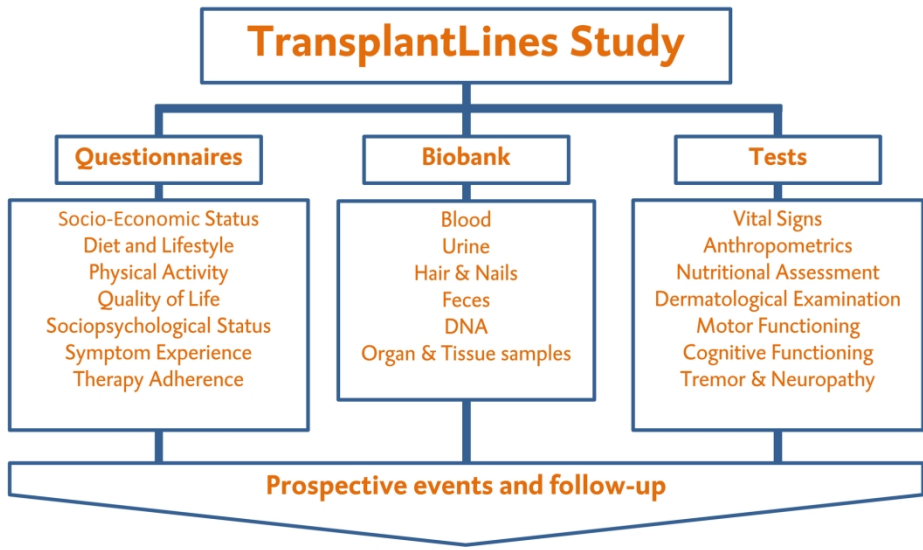 TransplantLines Study
Questionnaires
Socio-Economic Status
Diet and Lifestyle
Physical Activity
Quality of Life
Sociopsychological Status
Symptom Experience
Therapy Adherence
Biobank
Blood
Urine
Hair & Nails
Feces
DNA
Organ & Tissue samples
Tests
Vital Signs
Anthropometrics
Nutritional Assessment
Dermatological Examination
Motor Functioning
Cognitive Functioning
Tremor & Neuropathy
Prospective events and follow-up